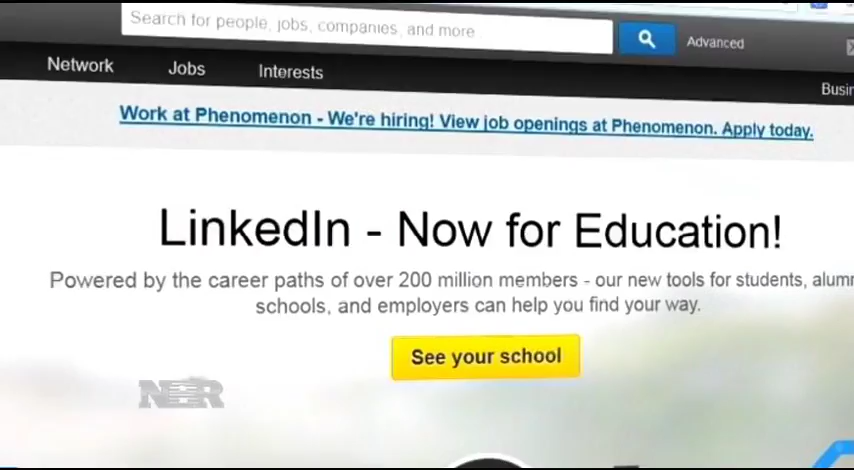 Search for people, jobs, companies, and more
Advanced
Network Jobs Interests
Work at Phenomenon - We're hiring! View job openings at Phenomenon. Apply today.
LinkedIn - Now for Education!
Powered by the career paths of over 200 million members - our new tools for students,
schools, and employers can help you find your way.
See your school